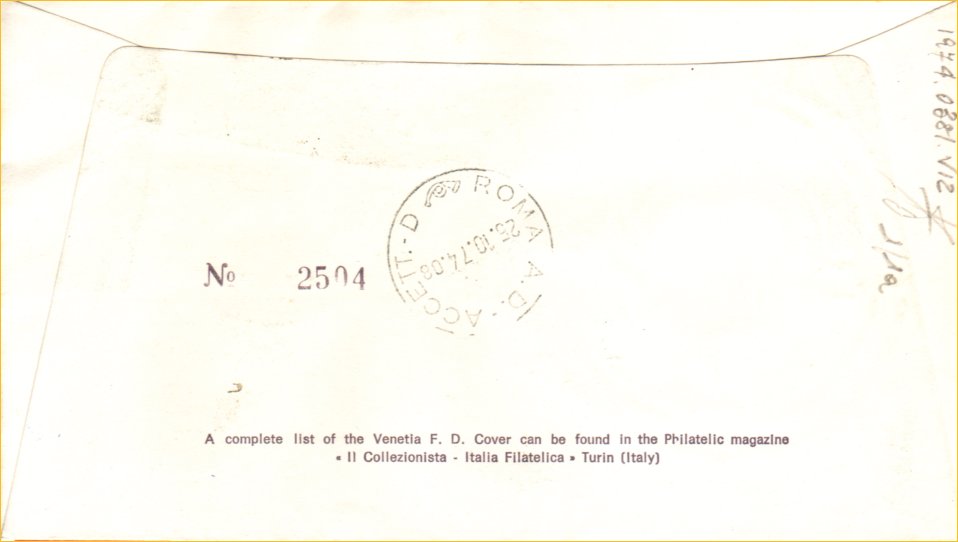 1974.0881.V12
ROMA A.D.-ACCETT.-D
25.10.74.08
No 2504
A complete list of the Venetia F. D. Cover can be found in the Philatelic magazine
« Il Collezionista - Italia Filatelica » Turin (Italy)